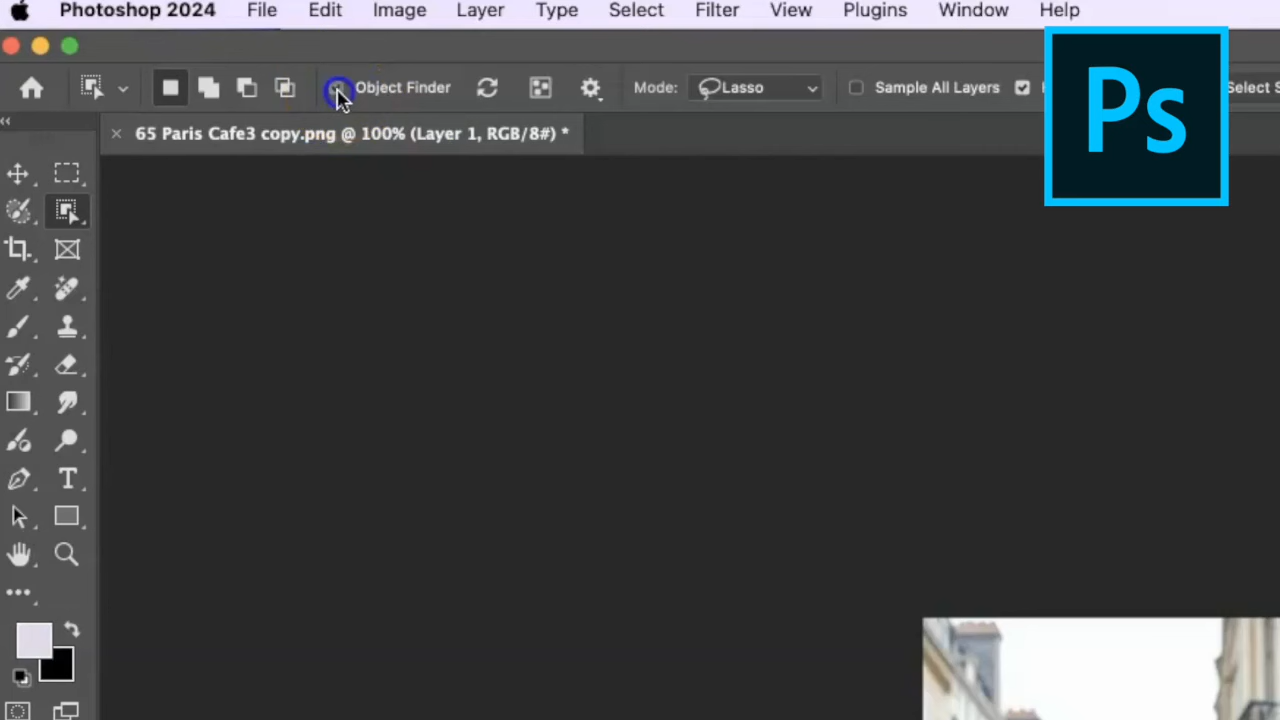 Photoshop 2024 File Edit Image Layer Type Select Filter View Plugins Window Help
Object Finder Mode: Lasso Sample All Layers Select S
65 Paris Cafe3 copy.png @ 100% (Layer 1, RGB/8#) *
Ps
T